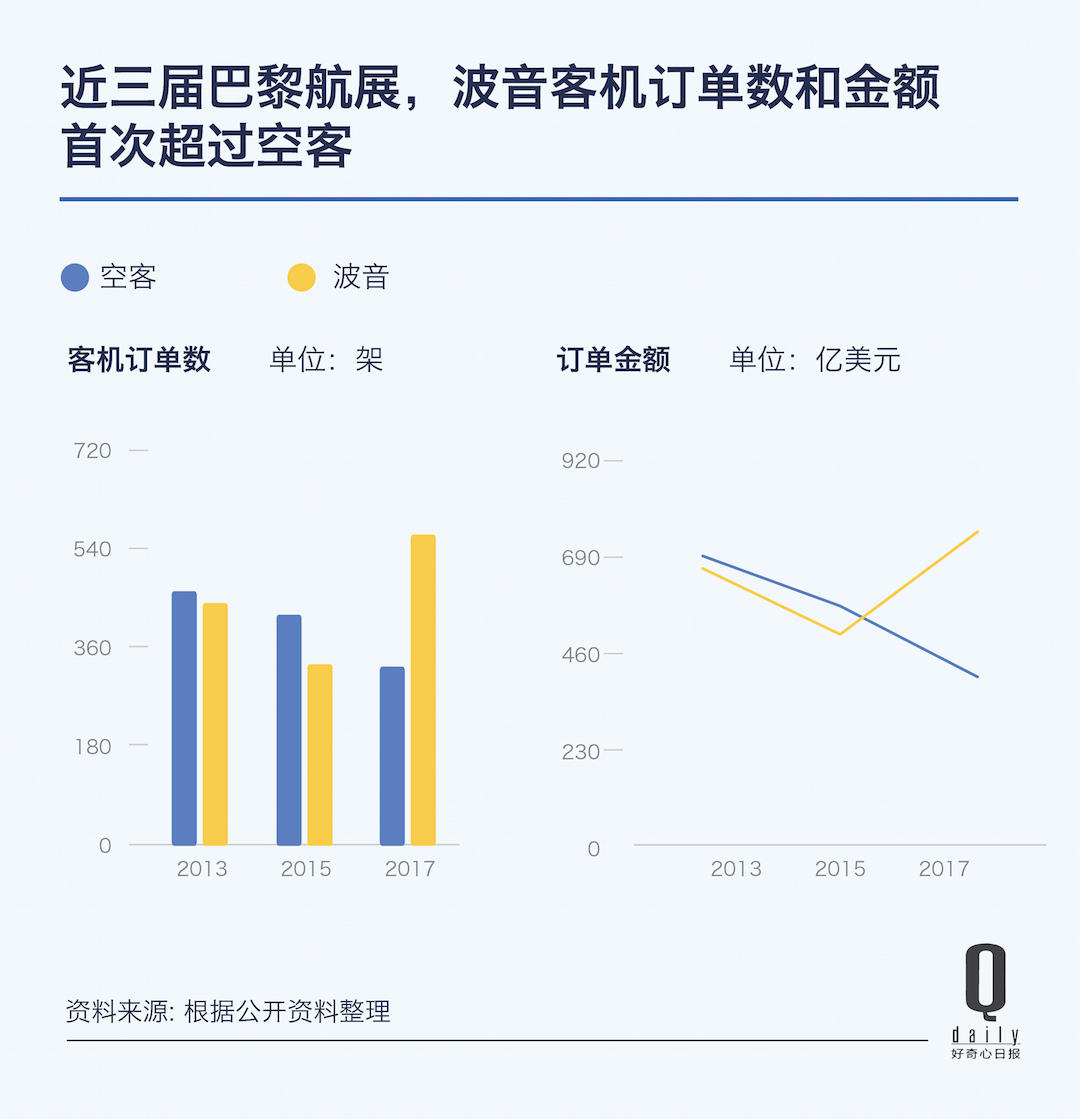 近三届巴黎航展，波音客机订单数和金额
首次超过空客
空客 波音
客机订单数 单位：架
720
540
360
180
0
2013 2015 2017
订单金额 单位：亿美元
920
690
460
230
0
2013 2015 2017
资料来源: 根据公开资料整理
Q
daily
好奇心日报